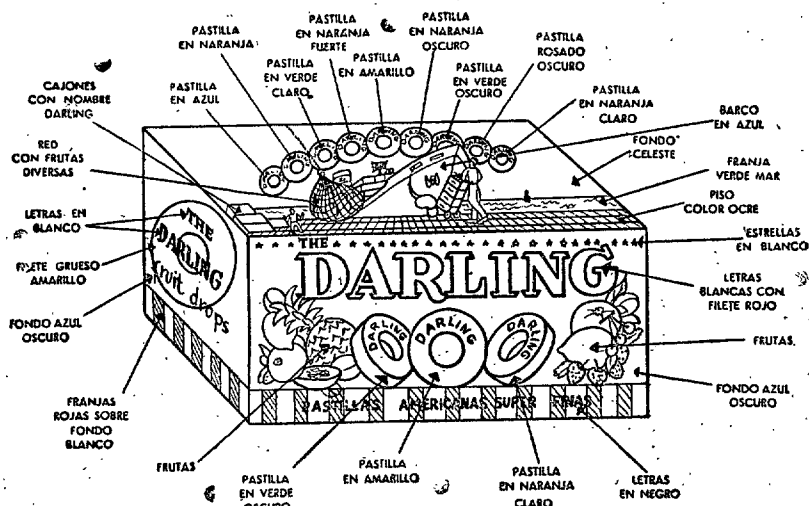 PASTILLA
EN NARANJA
PASTILLA
EN NARANJA
FUERTE
PASTILLA
EN NARANJA
OSCURO
PASTILLA
ROSADO
OSCURO
PASTILLA
EN AZUL
PASTILLA
EN VERDE
CLARO
PASTILLA
EN AMARILLO
PASTILLA
EN VERDE
OSCURO
PASTILLA
EN NARANJA
CLARO
CAJONES
CON NOMBRE
DARLING
RED
CON FRUTAS
DIVERSAS
LETRAS EN
BLANCO
FILETE GRUESO
AMARILLO
FONDO AZUL
OSCURO
FRANJAS
ROJAS SOBRE
FONDO
BLANCO
FRUTAS
BARCO
EN AZUL
FONDO
CELESTE
FRANJA
VERDE MAR
PISO
COLOR OCRE
ESTRELLAS
EN BLANCO
LETRAS
BLANCAS CON
FILETE ROJO
FRUTAS
FONDO AZUL
OSCURO
THE
DARLING
fruit drops
THE
DARLING
DARLING
DARLING
DARLING
PASTILLAS AMERICANAS SUPER FINAS
PASTILLA
EN VERDE
OSCURO
PASTILLA
EN AMARILLO
PASTILLA
EN NARANJA
CLARO
LETRAS
EN NEGRO